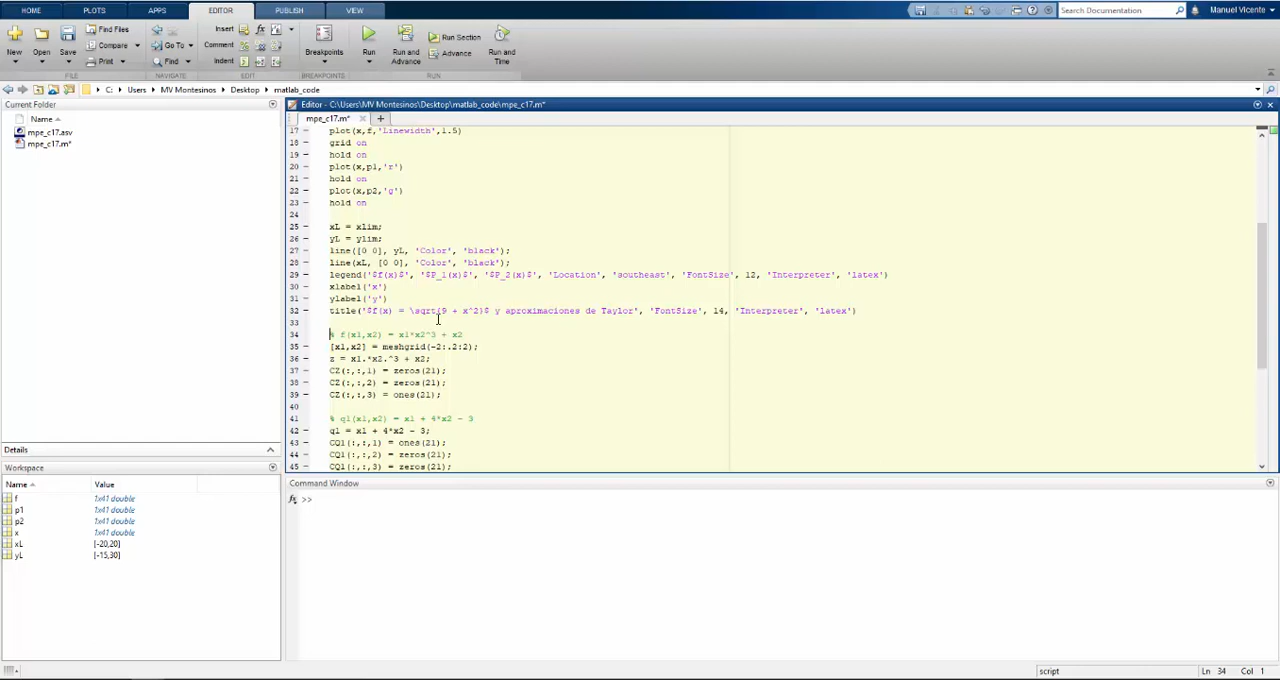 HOME PLOTS APPS EDITOR PUBLISH VIEW Search Documentation Manuel Vicente
New Open Save Find Files Compare Print Go To Find Insert fx Comment Indent Breakpoints Run Run and Advance Run Section Advance Run and Time
FILE NAVIGATE EDIT BREAKPOINTS RUN
C: Users MV Montesinos Desktop matlab_code
Current Folder
Name
mpe_c17.asv
mpe_c17.m*
Editor - C:\Users\MV Montesinos\Desktop\matlab_code\mpe_c17.m*
mpe_c17.m*
17 – plot(x,f,'Linewidth',1.5)
18 – grid on
19 – hold on
20 – plot(x,p1,'r')
21 – hold on
22 – plot(x,p2,'g')
23 – hold on
24
25 – xL = xlim;
26 – yL = ylim;
27 – line([0 0], yL, 'Color', 'black');
28 – line(xL, [0 0], 'Color', 'black');
29 – legend('$f(x)$', '$P_1(x)$', '$P_2(x)$', 'Location', 'southeast', 'FontSize', 12, 'Interpreter', 'latex')
30 – xlabel('x')
31 – ylabel('y')
32 – title('$f(x) = \sqrt{9 + x^2}$ y aproximaciones de Taylor', 'FontSize', 14, 'Interpreter', 'latex')
33
34 % f(x1,x2) = x1*x2^3 + x2
35 – [x1,x2] = meshgrid(-2:.2:2);
36 – z = x1.*x2.^3 + x2;
37 – CZ(:,:,1) = zeros(21);
38 – CZ(:,:,2) = zeros(21);
39 – CZ(:,:,3) = ones(21);
40
41 % q1(x1,x2) = x1 + 4*x2 - 3
42 – q1 = x1 + 4*x2 - 3;
43 – CQ1(:,:,1) = ones(21);
44 – CQ1(:,:,2) = zeros(21);
45 – CQ1(:,:,3) = zeros(21);
Details
Workspace
Name Value
f 1x41 double
p1 1x41 double
p2 1x41 double
x 1x41 double
xL [-20,20]
yL [-15,30]
Command Window
fx >>
script Ln 34 Col 1